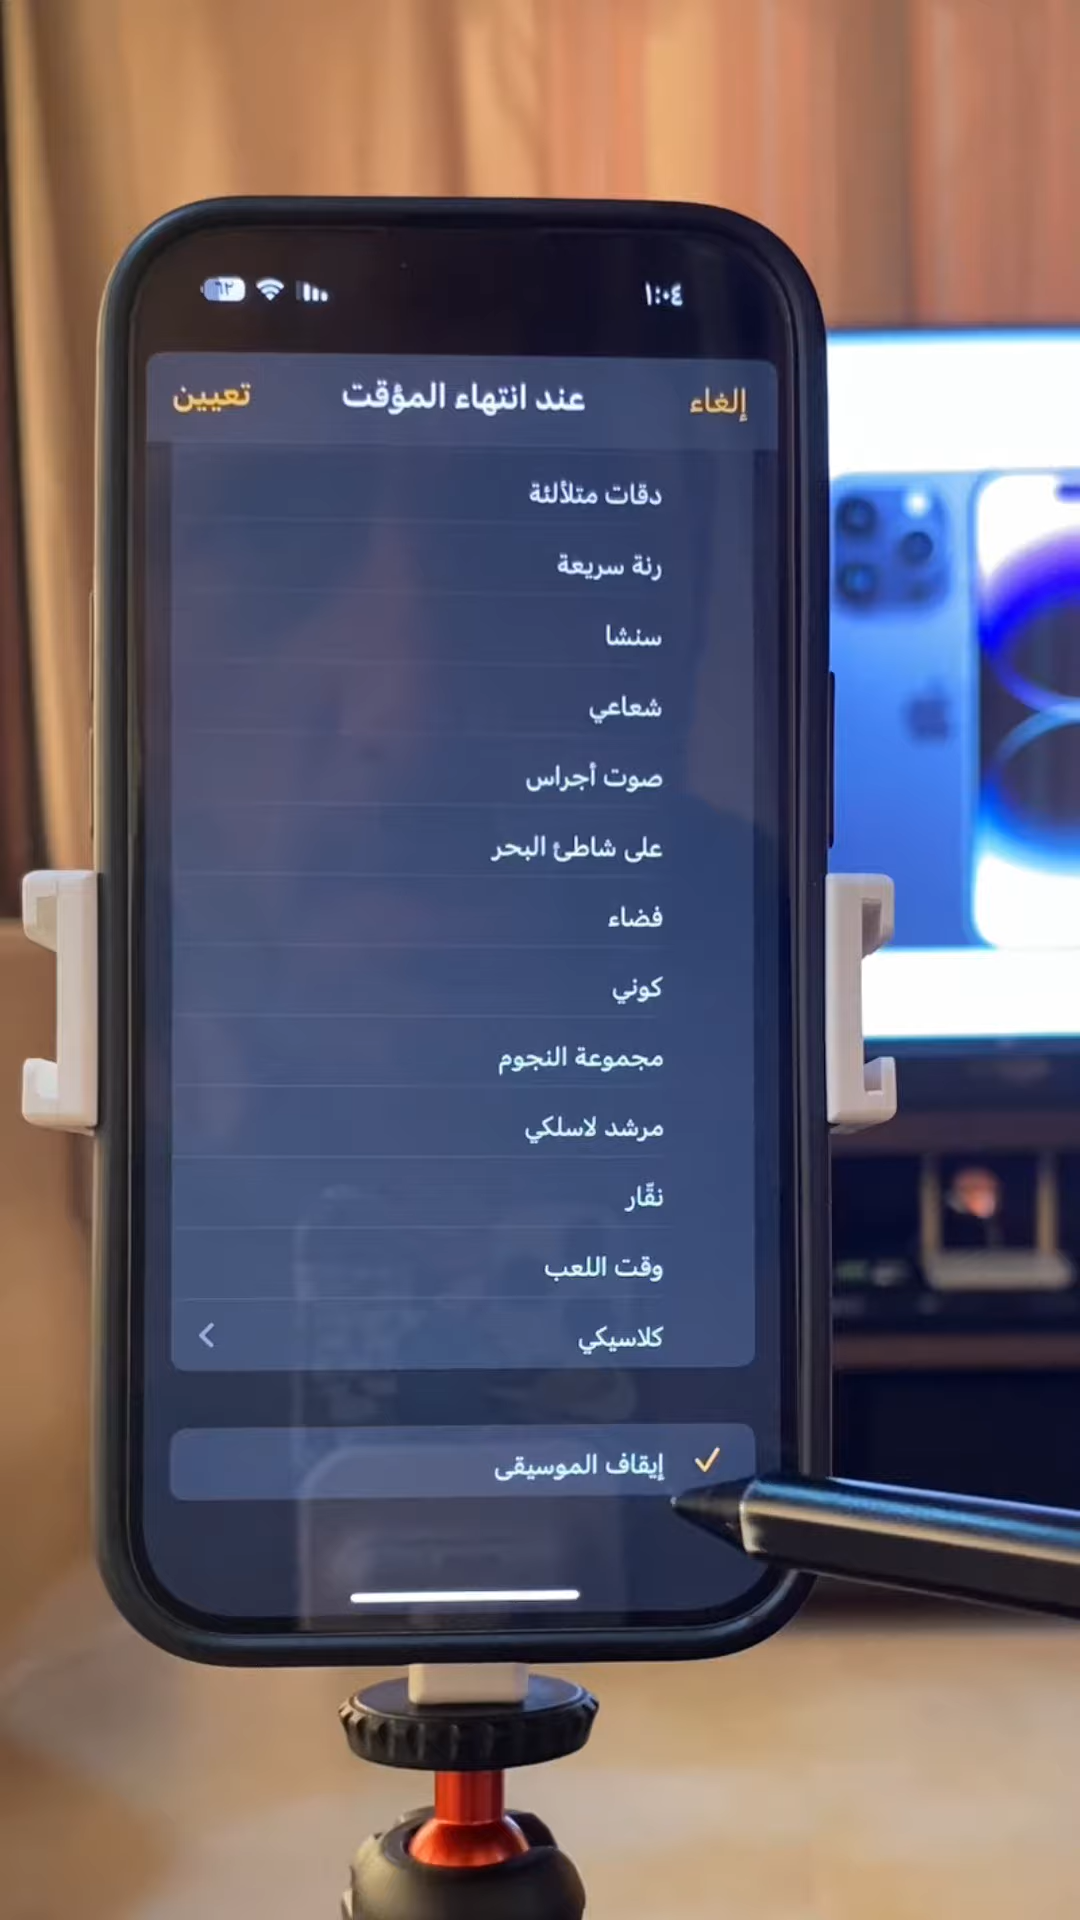 ١:٠٤
٦٢
إلغاء
عند انتهاء المؤقت
تعيين
دقات متلألئة
رنة سريعة
سنشا
شعاعي
صوت أجراس
على شاطئ البحر
فضاء
كوني
مجموعة النجوم
مرشد لاسلكي
نقّار
وقت اللعب
كلاسيكي
إيقاف الموسيقى